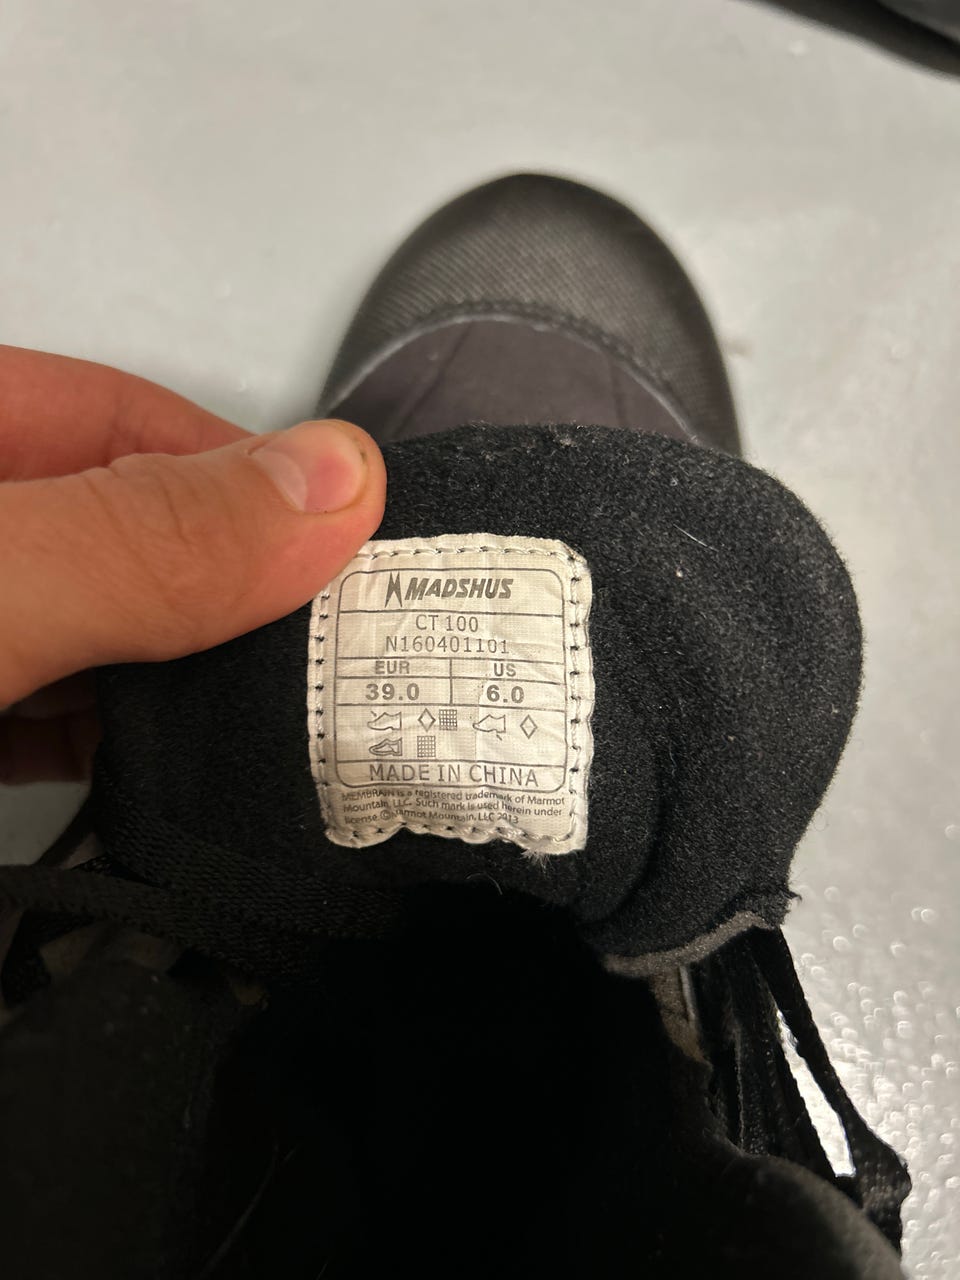 MADSHUS
CT 100
N160401101
EUR US
39.0 6.0
MADE IN CHINA
MEMBRAIN is a registered trademark of Marmot
Mountain, LLC. Such mark is used herein under
license. ©Marmot Mountain, LLC 2013